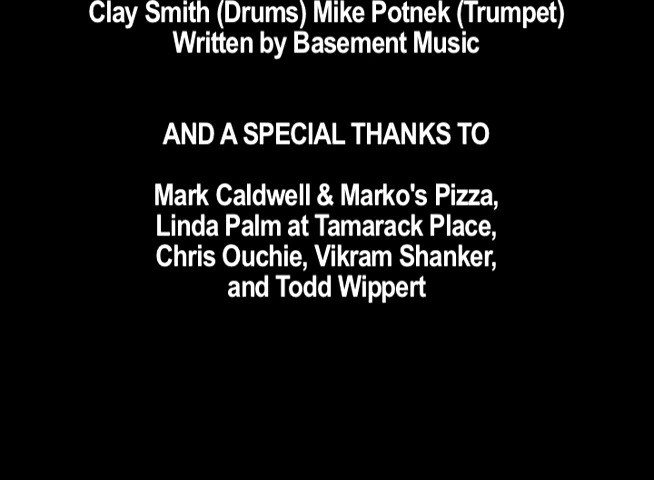 Clay Smith (Drums) Mike Potnek (Trumpet)
Written by Basement Music
AND A SPECIAL THANKS TO
Mark Caldwell & Marko's Pizza,
Linda Palm at Tamarack Place,
Chris Ouchie, Vikram Shanker,
and Todd Wippert